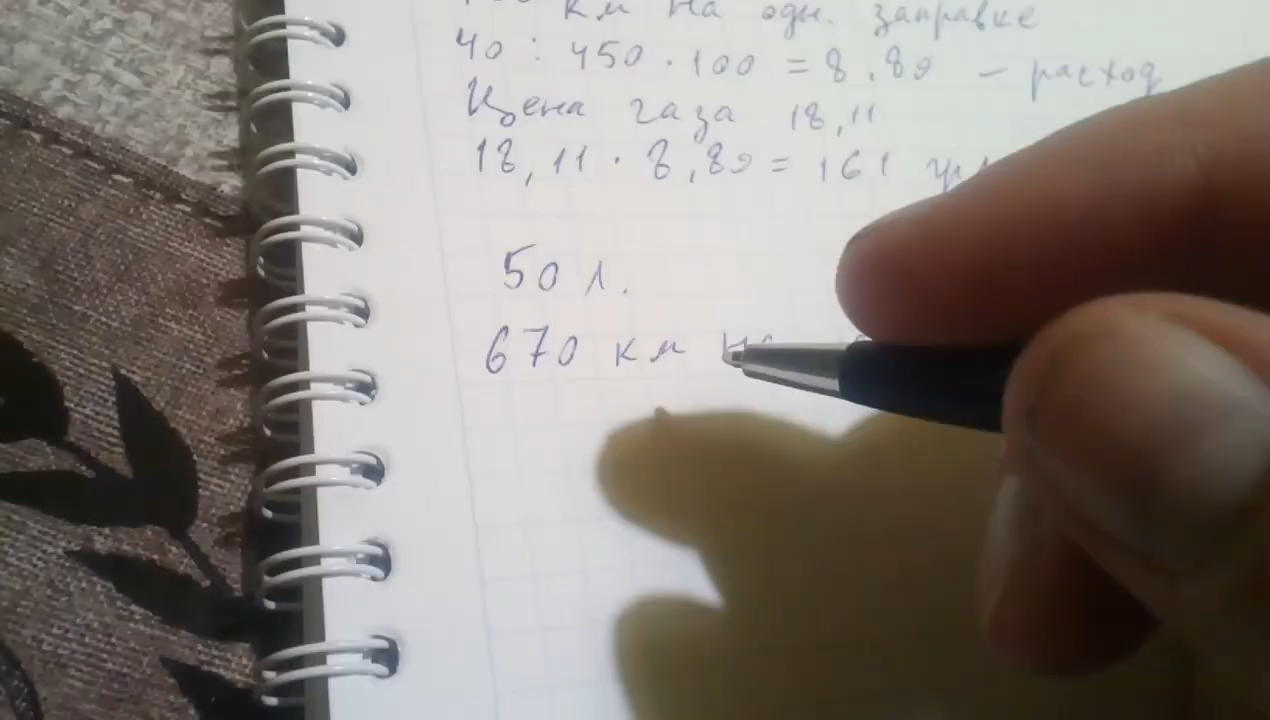 км на одн. заправке
40 : 450 · 100 = 8,89 – расход
Цена газа 18,11
18,11 · 8,89 = 161
50 л.
670 км на